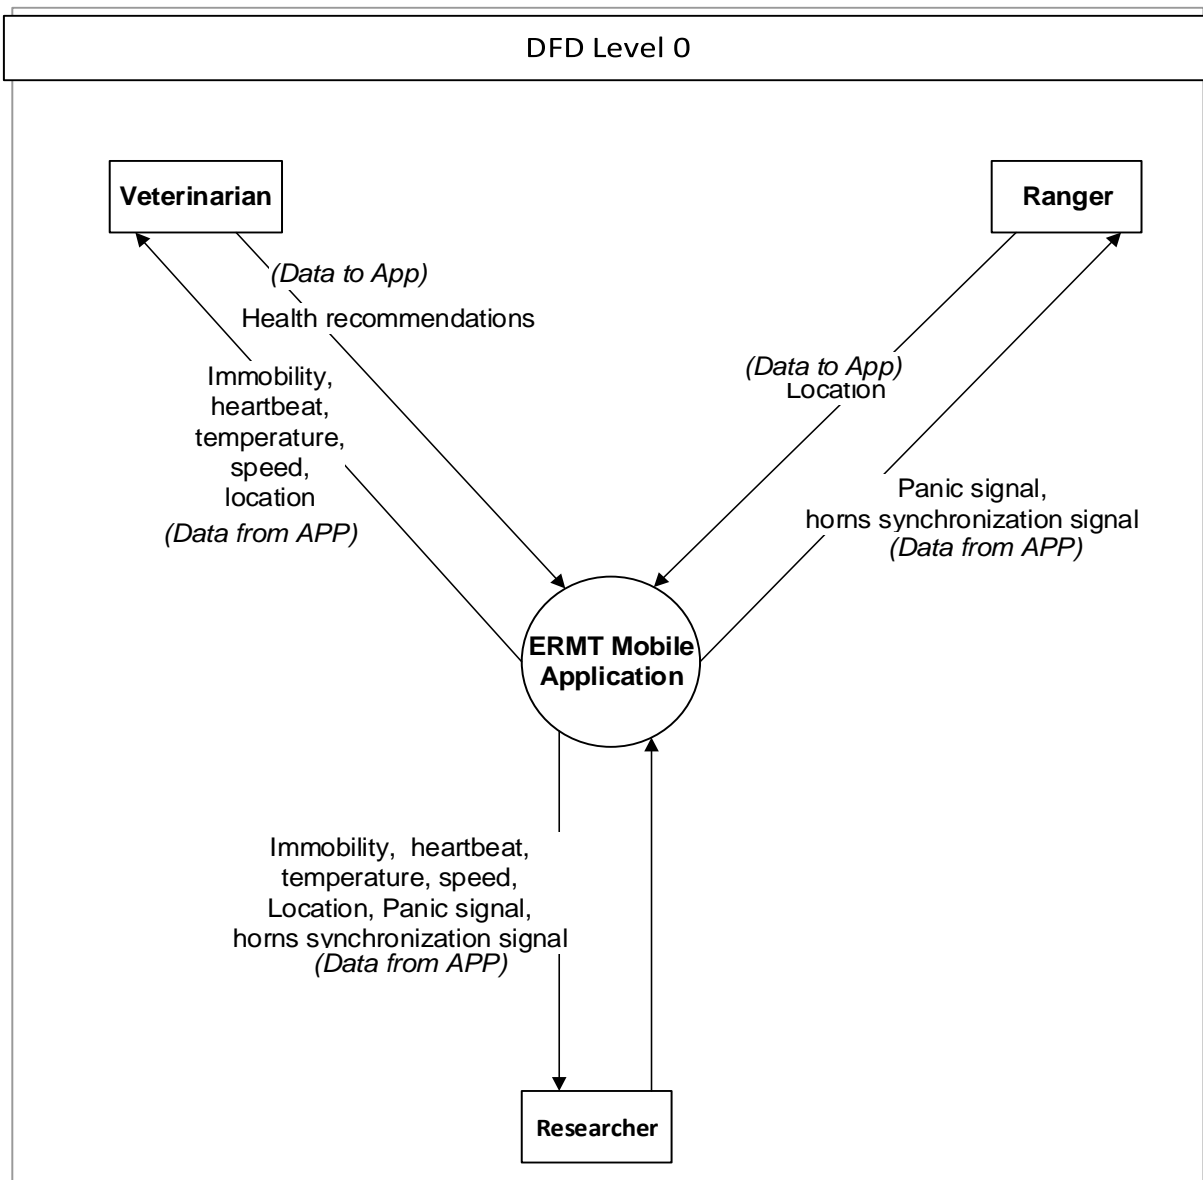 DFD Level 0
Veterinarian
Ranger
(Data to App)
Health recommendations
Immobility,
heartbeat,
temperature,
speed,
location
(Data from APP)
(Data to App)
Location
Panic signal,
horns synchronization signal
(Data from APP)
ERMT Mobile
Application
Immobility, heartbeat,
temperature, speed,
Location, Panic signal,
horns synchronization signal
(Data from APP)
Researcher